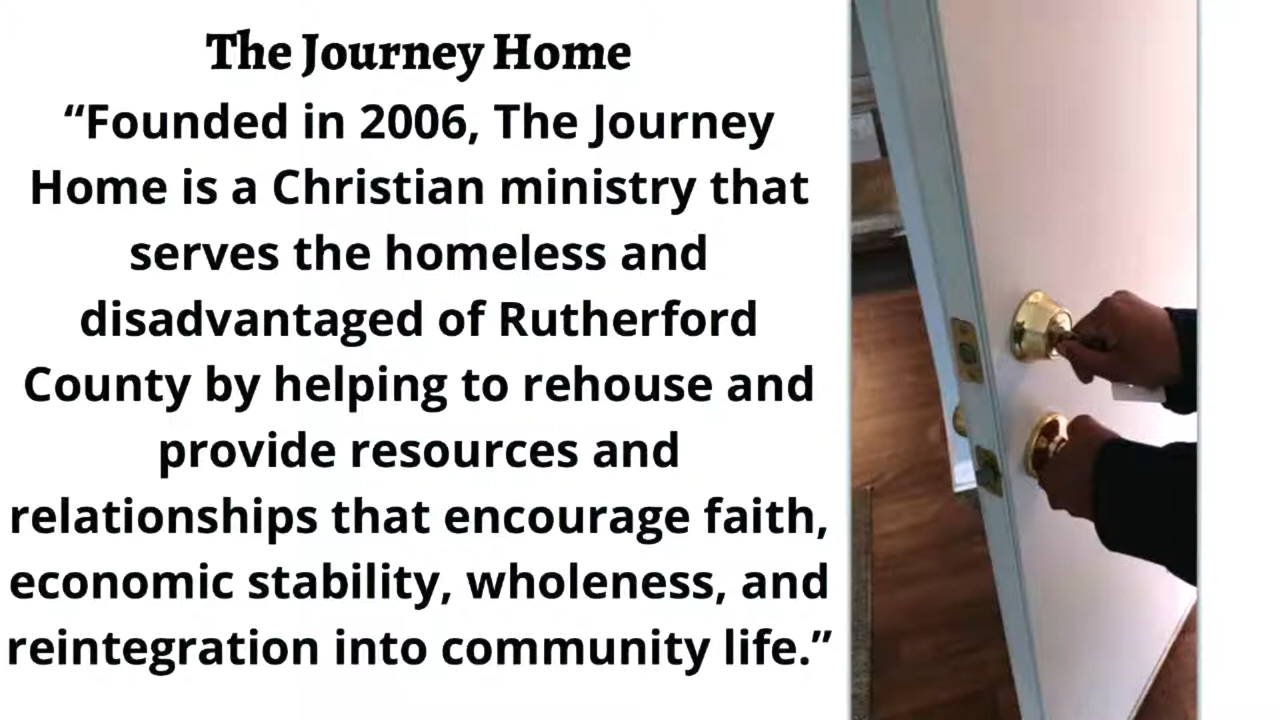 The Journey Home
“Founded in 2006, The Journey
Home is a Christian ministry that
serves the homeless and
disadvantaged of Rutherford
County by helping to rehouse and
provide resources and
relationships that encourage faith,
economic stability, wholeness, and
reintegration into community life.”